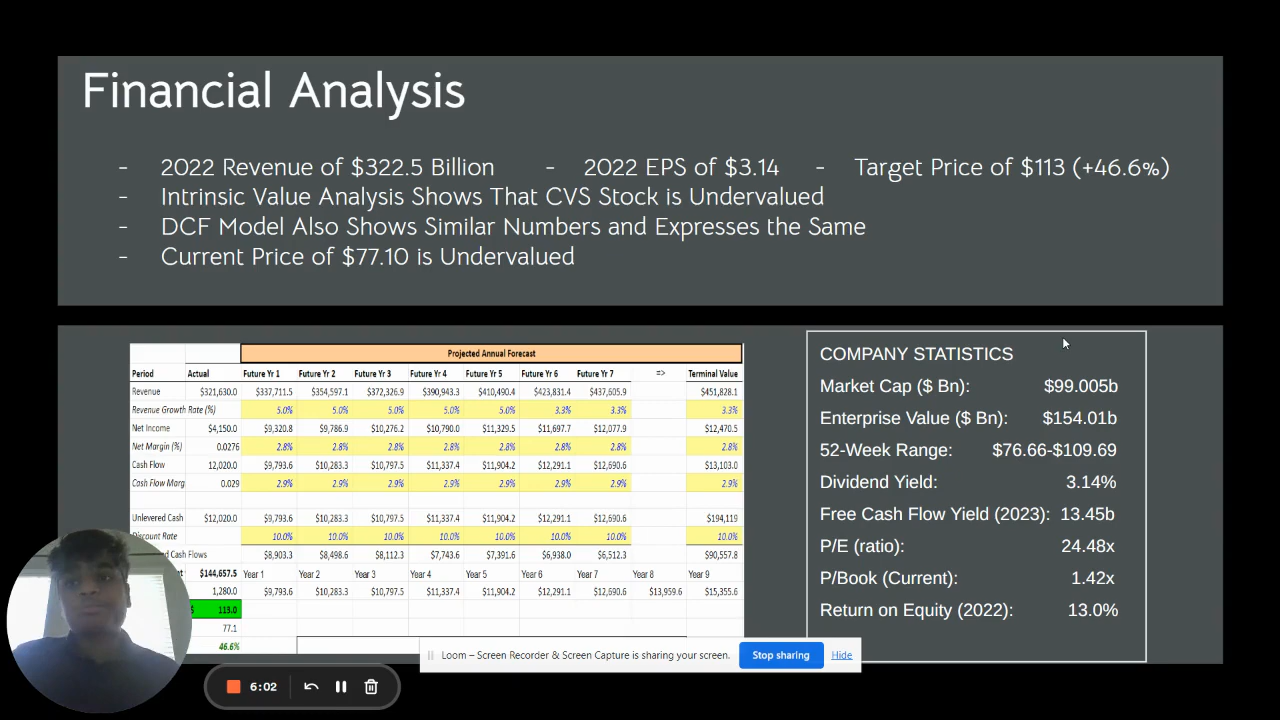 Financial Analysis
- 2022 Revenue of $322.5 Billion - 2022 EPS of $3.14 - Target Price of $113 (+46.6%)
- Intrinsic Value Analysis Shows That CVS Stock is Undervalued
- DCF Model Also Shows Similar Numbers and Expresses the Same
- Current Price of $77.10 is Undervalued
Projected Annual Forecast
Period Actual Future Yr 1 Future Yr 2 Future Yr 3 Future Yr 4 Future Yr 5 Future Yr 6 Future Yr 7 => Terminal Value
Revenue $321,630.0 $337,711.5 $354,597.1 $372,326.9 $390,943.3 $410,490.4 $423,831.4 $437,605.9 $451,828.1
Revenue Growth Rate (%) 5.0% 5.0% 5.0% 5.0% 5.0% 3.3% 3.3% 3.3%
Net Income $4,150.0 $9,320.8 $9,786.9 $10,276.2 $10,790.0 $11,329.5 $11,697.7 $12,077.9 $12,470.5
Net Margin (%) 0.0276 2.8% 2.8% 2.8% 2.8% 2.8% 2.8% 2.8% 2.8%
Cash Flow 12,020.0 $9,793.6 $10,283.3 $10,797.5 $11,337.4 $11,904.2 $12,291.1 $12,690.6 $13,103.0
Cash Flow Marg 0.029 2.9% 2.9% 2.9% 2.9% 2.9% 2.9% 2.9% 2.9%
Unlevered Cash $12,020.0 $9,793.6 $10,283.3 $10,797.5 $11,337.4 $11,904.2 $12,291.1 $12,690.6 $194,119
Discount Rate 10.0% 10.0% 10.0% 10.0% 10.0% 10.0% 10.0% 10.0%
Cash Flows $8,903.3 $8,498.6 $8,112.3 $7,743.6 $7,391.6 $6,938.0 $6,512.3 $90,557.8
$144,657.5 Year 1 Year 2 Year 3 Year 4 Year 5 Year 6 Year 7 Year 8 Year 9
1,280.0 $9,793.6 $10,283.3 $10,797.5 $11,337.4 $11,904.2 $12,291.1 $12,690.6 $13,959.6 $15,355.6
$ 113.0
77.1
46.6%
COMPANY STATISTICS
Market Cap ($ Bn): $99.005b
Enterprise Value ($ Bn): $154.01b
52-Week Range: $76.66-$109.69
Dividend Yield: 3.14%
Free Cash Flow Yield (2023): 13.45b
P/E (ratio): 24.48x
P/Book (Current): 1.42x
Return on Equity (2022): 13.0%
Loom – Screen Recorder & Screen Capture is sharing your screen. Stop sharing Hide
6:02